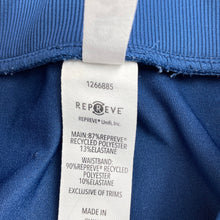 1266885
REPREVE
REPREVE® Unifi, Inc.
MAIN:87%REPREVE®
RECYCLED POLYESTER
13%ELASTANE
WAISTBAND:
90%REPREVE®
RECYCLED POLYESTER
10%ELASTANE
EXCLUSIVE OF TRIMS
MADE IN